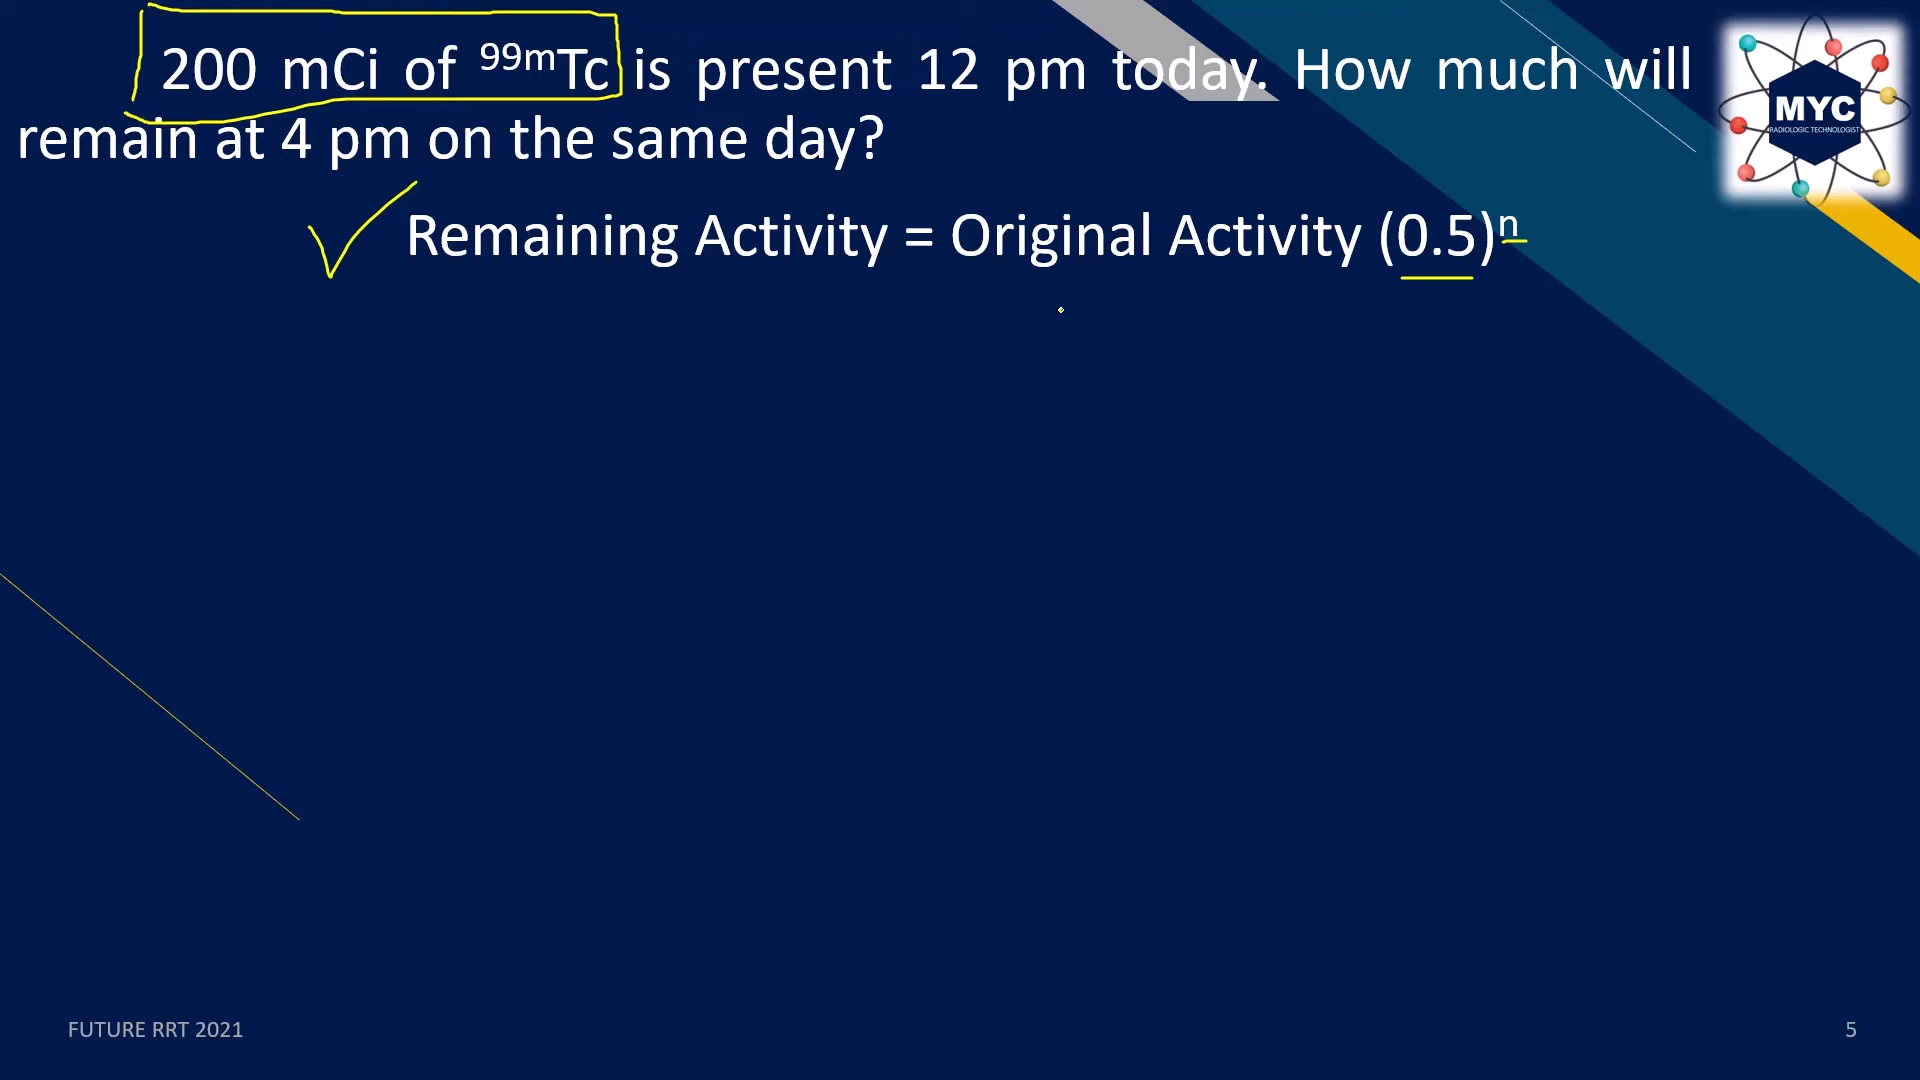 200 mCi of ⁹⁹ᵐTc is present 12 pm today. How much will
remain at 4 pm on the same day?
Remaining Activity = Original Activity (0.5)ⁿ
MYC
RADIOLOGIC TECHNOLOGIST
FUTURE RRT 2021
5